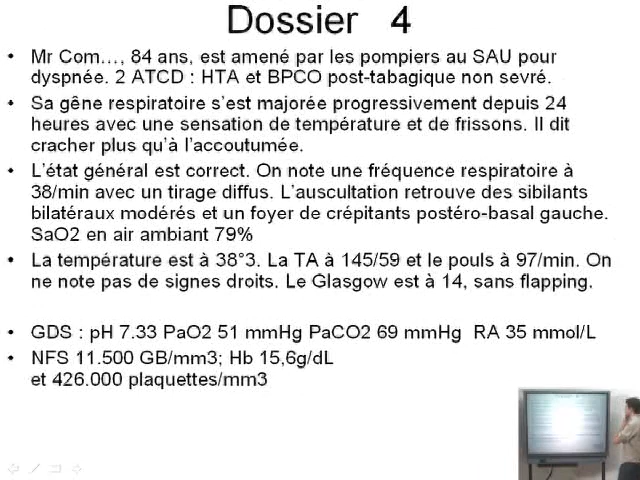 Dossier 4
• Mr Com…, 84 ans, est amené par les pompiers au SAU pour
dyspnée. 2 ATCD : HTA et BPCO post-tabagique non sevré.
• Sa gêne respiratoire s'est majorée progressivement depuis 24
heures avec une sensation de température et de frissons. Il dit
cracher plus qu'à l'accoutumée.
• L'état général est correct. On note une fréquence respiratoire à
38/min avec un tirage diffus. L'auscultation retrouve des sibilants
bilatéraux modérés et un foyer de crépitants postéro-basal gauche.
SaO2 en air ambiant 79%
• La température est à 38°3. La TA à 145/59 et le pouls à 97/min. On
ne note pas de signes droits. Le Glasgow est à 14, sans flapping.
• GDS : pH 7.33 PaO2 51 mmHg PaCO2 69 mmHg RA 35 mmol/L
• NFS 11.500 GB/mm3; Hb 15,6g/dL
et 426.000 plaquettes/mm3